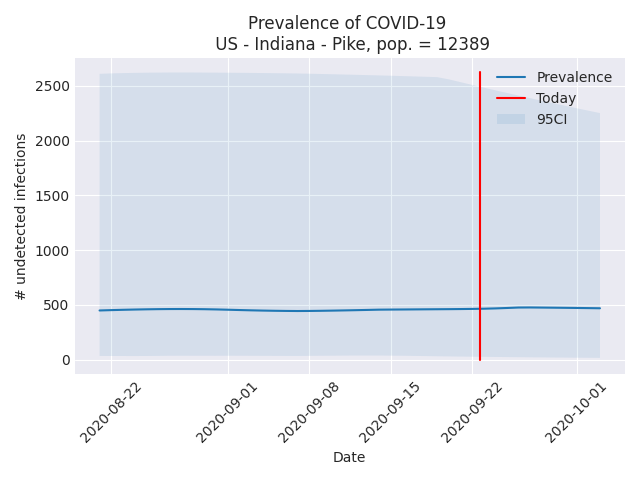 Prevalence of COVID-19
US - Indiana - Pike, pop. = 12389
Prevalence
Today
95CI
# undetected infections
2500
2000
1500
1000
500
0
2020-08-22
2020-09-01
2020-09-08
2020-09-15
2020-09-22
2020-10-01
Date